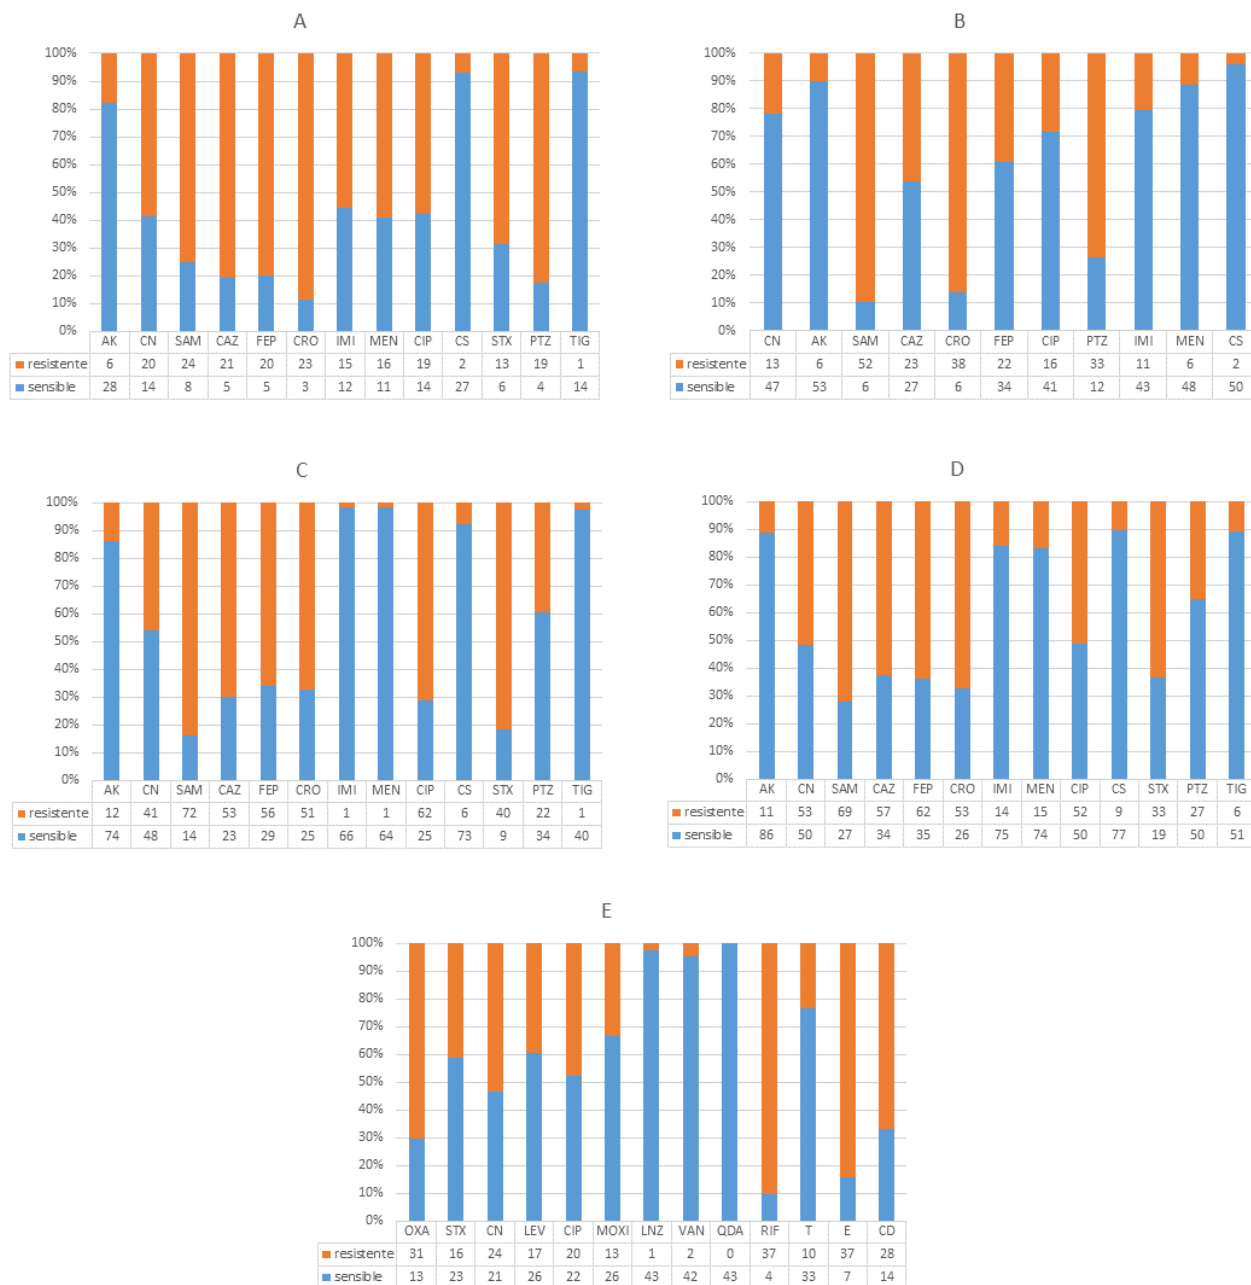 A
100%
90%
80%
70%
60%
50%
40%
30%
20%
10%
0%
AK CN SAM CAZ FEP CRO IMI MEN CIP CS STX PTZ TIG
resistente 6 20 24 21 20 23 15 16 19 2 13 19 1
sensible 28 14 8 5 5 3 12 11 14 27 6 4 14
B
100%
90%
80%
70%
60%
50%
40%
30%
20%
10%
0%
CN AK SAM CAZ CRO FEP CIP PTZ IMI MEN CS
resistente 13 6 52 23 38 22 16 33 11 6 2
sensible 47 53 6 27 6 34 41 12 43 48 50
C
100%
90%
80%
70%
60%
50%
40%
30%
20%
10%
0%
AK CN SAM CAZ FEP CRO IMI MEN CIP CS STX PTZ TIG
resistente 12 41 72 53 56 51 1 1 62 6 40 22 1
sensible 74 48 14 23 29 25 66 64 25 73 9 34 40
D
100%
90%
80%
70%
60%
50%
40%
30%
20%
10%
0%
AK CN SAM CAZ FEP CRO IMI MEN CIP CS STX PTZ TIG
resistente 11 53 69 57 62 53 14 15 52 9 33 27 6
sensible 86 50 27 34 35 26 75 74 50 77 19 50 51
E
100%
90%
80%
70%
60%
50%
40%
30%
20%
10%
0%
OXA STX CN LEV CIP MOXI LNZ VAN QDA RIF T E CD
resistente 31 16 24 17 20 13 1 2 0 37 10 37 28
sensible 13 23 21 26 22 26 43 42 43 4 33 7 14